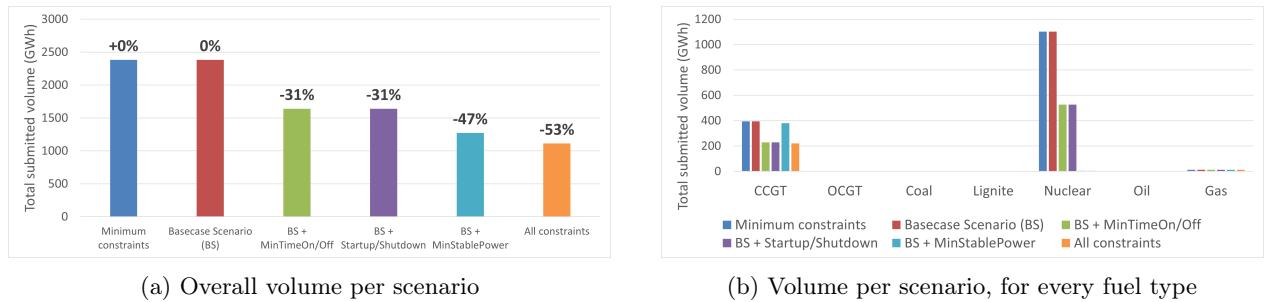 Total submitted volume (GWh)
3000
2500
2000
1500
1000
500
0
+0%
0%
-31%
-31%
-47%
-53%
Minimum
constraints
Basecase Scenario
(BS)
BS +
MinTimeOn/Off
BS +
Startup/Shutdown
BS +
MinStablePower
All constraints
(a) Overall volume per scenario
Total submitted volume (GWh)
1200
1000
800
600
400
200
0
CCGT
OCGT
Coal
Lignite
Nuclear
Oil
Gas
Minimum constraints
Basecase Scenario (BS)
BS + MinTimeOn/Off
BS + Startup/Shutdown
BS + MinStablePower
All constraints
(b) Volume per scenario, for every fuel type